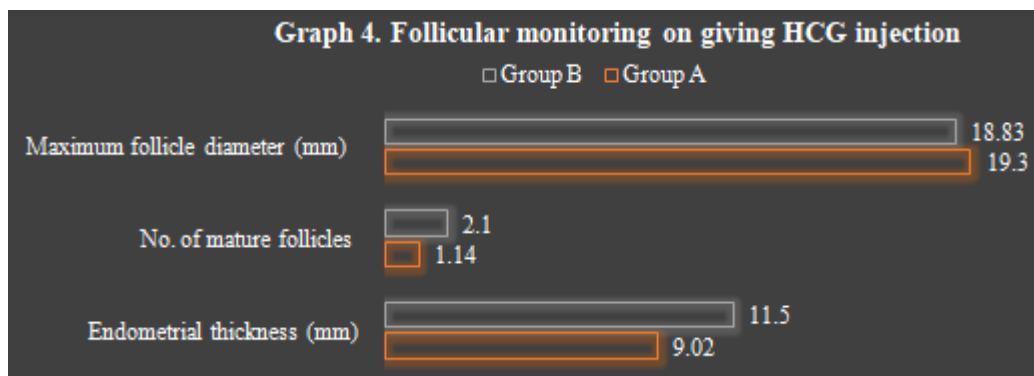 Graph 4. Follicular monitoring on giving HCG injection
Group B Group A
Maximum follicle diameter (mm)
18.83
19.3
No. of mature follicles
2.1
1.14
Endometrial thickness (mm)
11.5
9.02